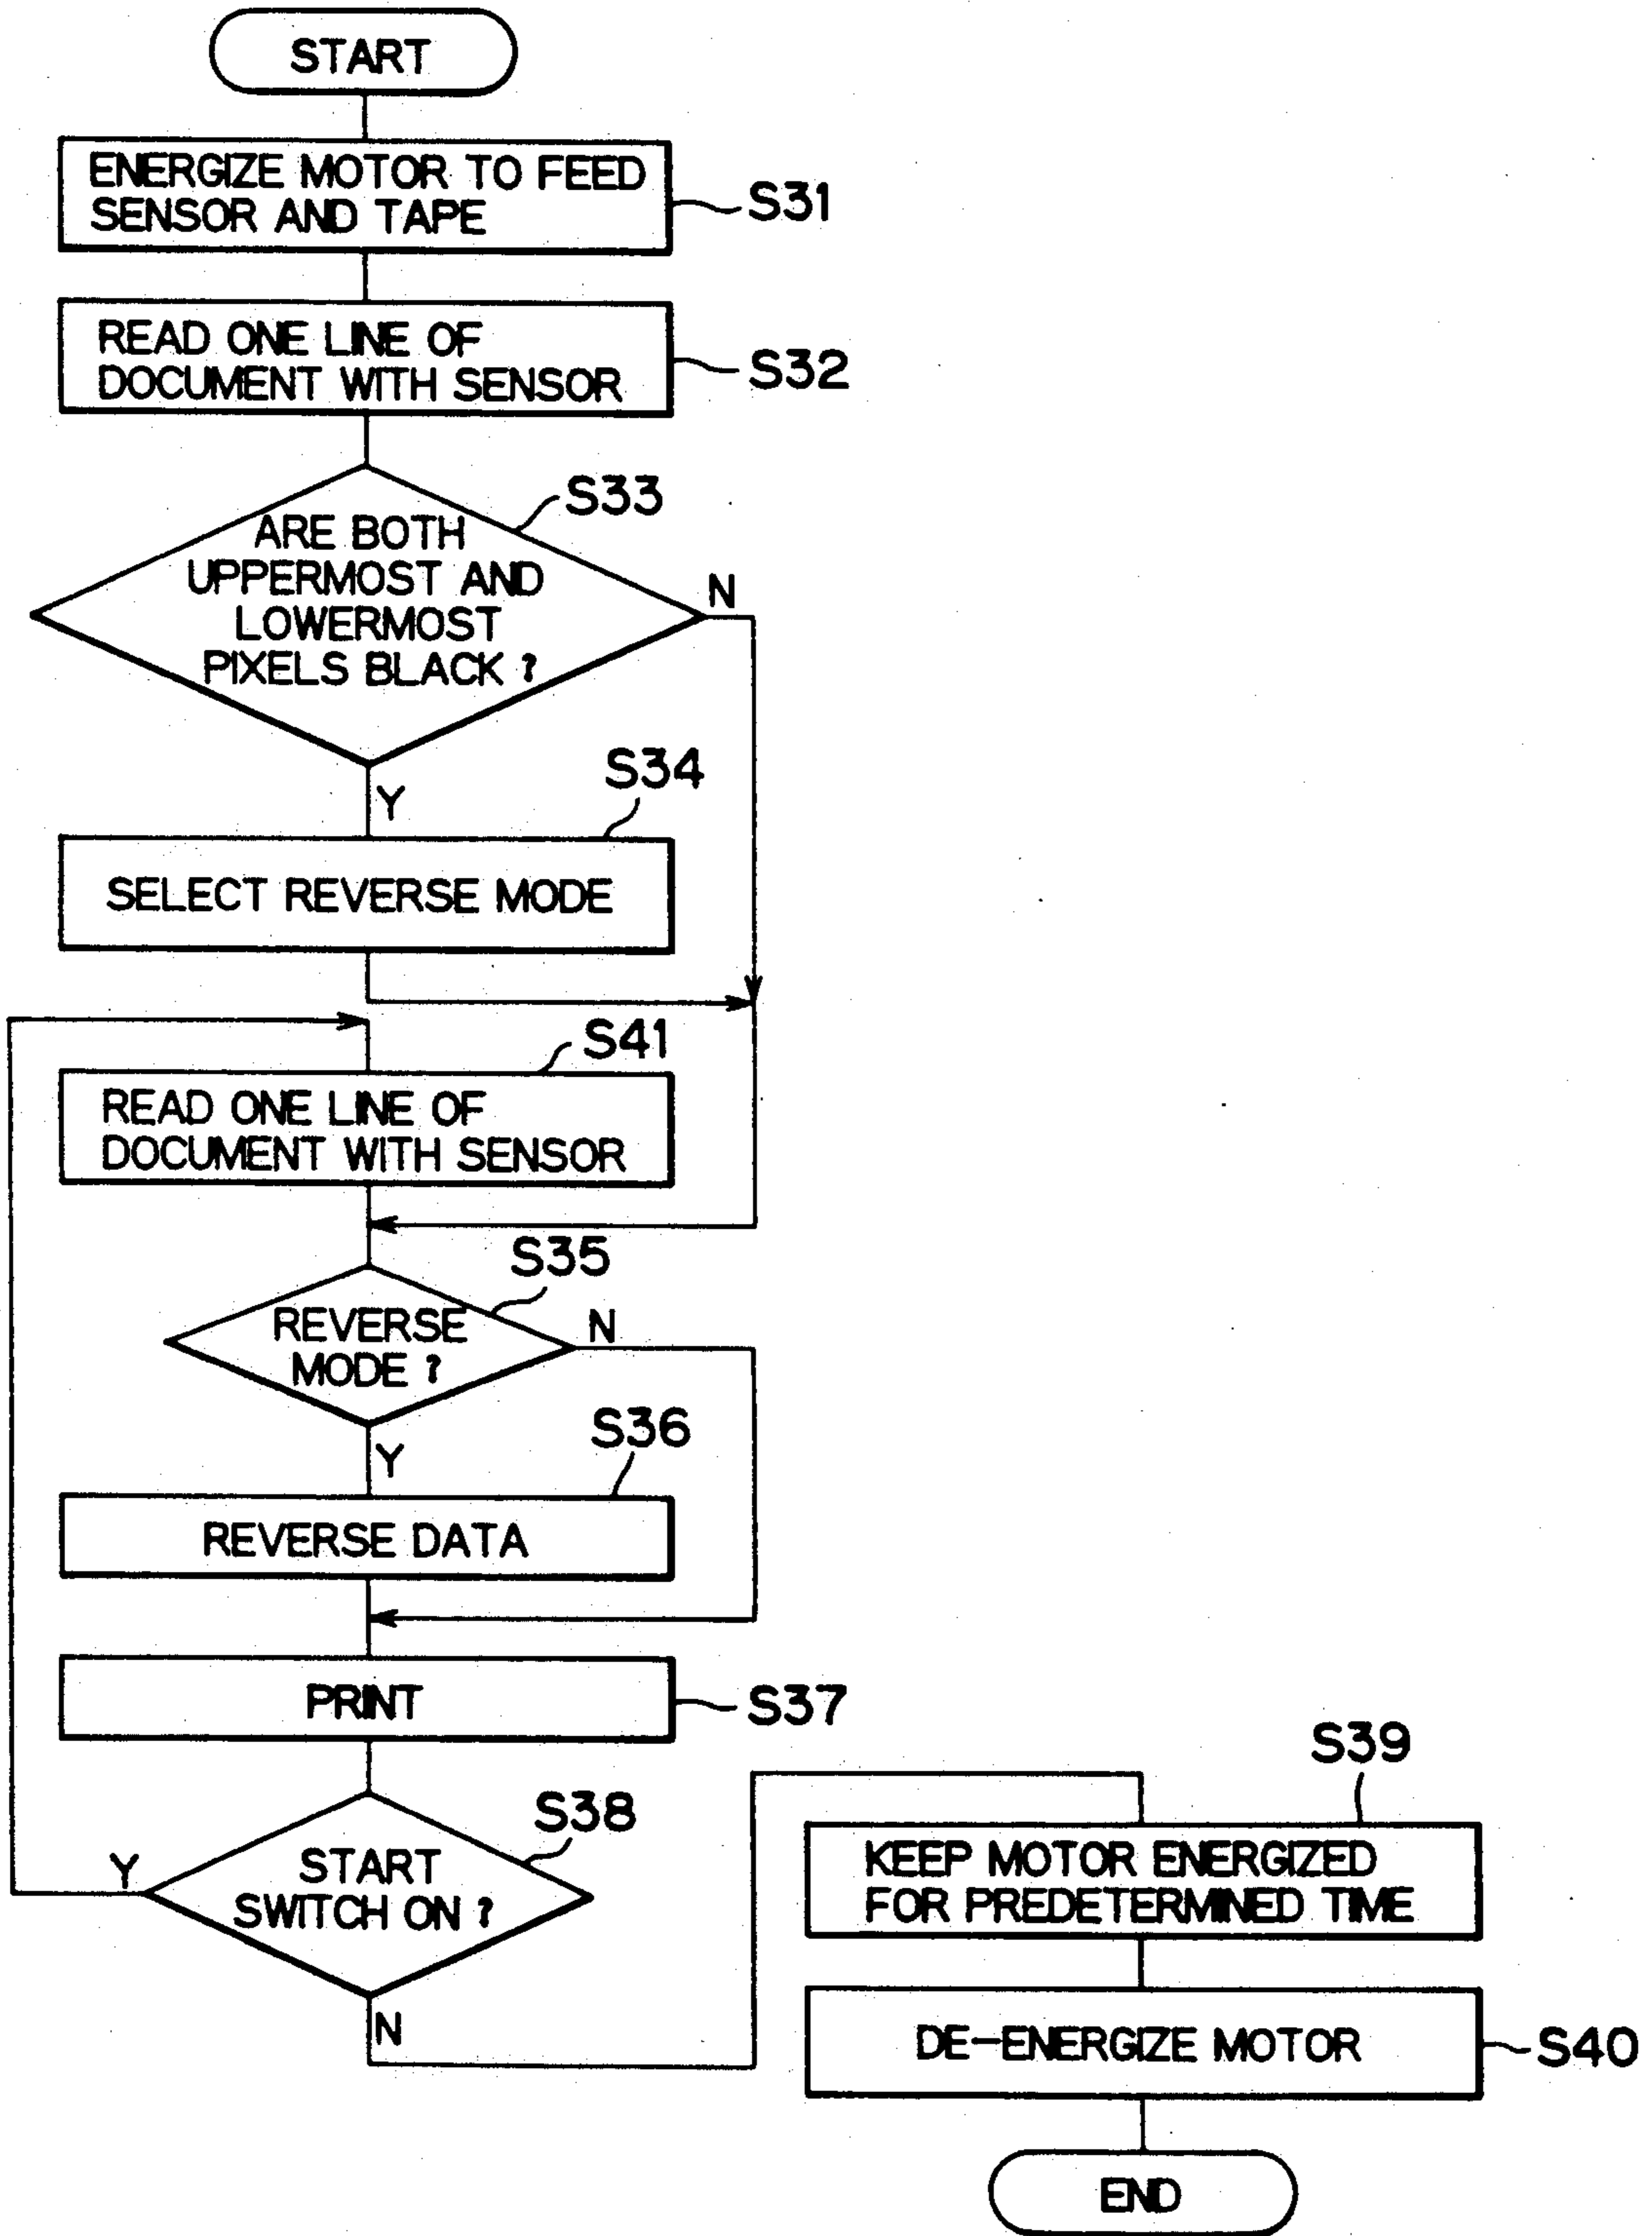 START
ENERGIZE MOTOR TO FEED
SENSOR AND TAPE
S31
READ ONE LINE OF
DOCUMENT WITH SENSOR
S32
S33
ARE BOTH
UPPERMOST AND
LOWERMOST
PIXELS BLACK ?
N
Y
S34
SELECT REVERSE MODE
S41
READ ONE LINE OF
DOCUMENT WITH SENSOR
S35
REVERSE
MODE ?
N
Y
S36
REVERSE DATA
PRINT
S37
S38
START
SWITCH ON ?
Y
N
S39
KEEP MOTOR ENERGIZED
FOR PREDETERMINED TIME
DE-ENERGIZE MOTOR
S40
END